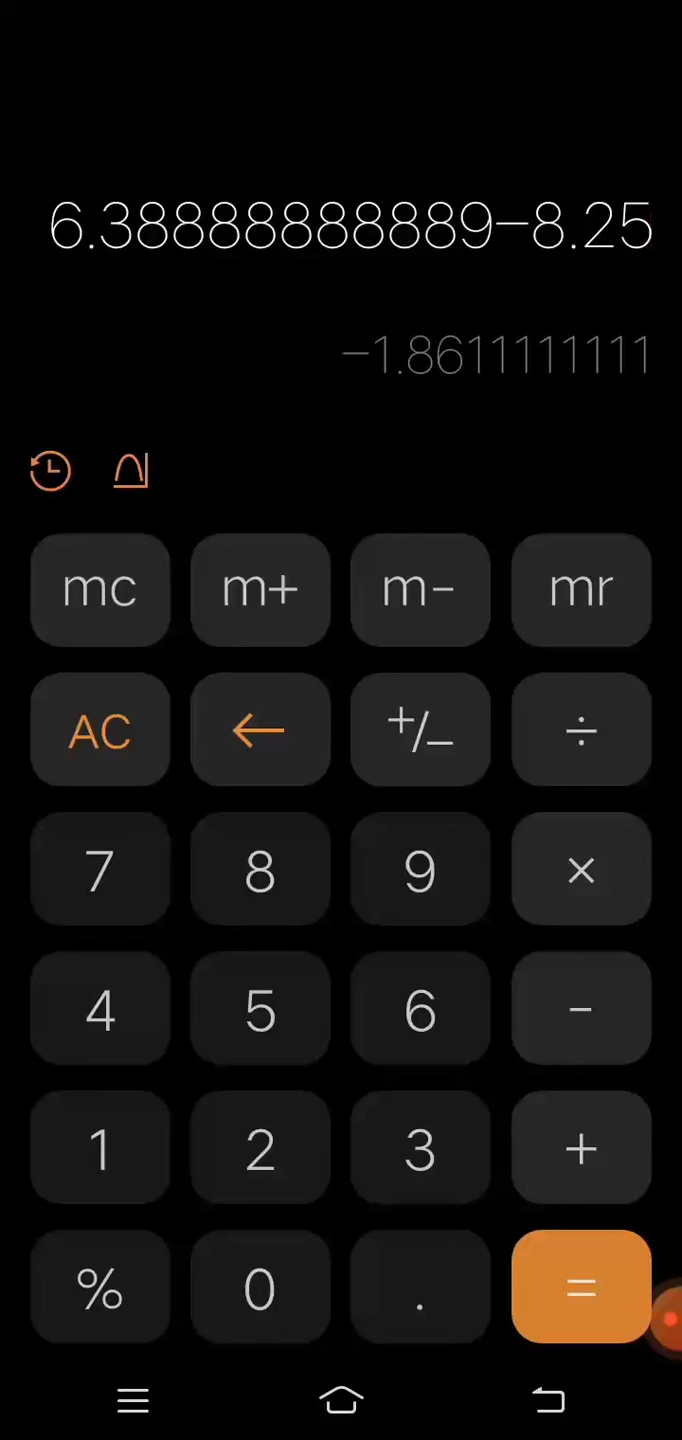 6.38888888889−8.25
−1.8611111111
mc m+ m− mr
AC ← +/− ÷
7 8 9 ×
4 5 6 −
1 2 3 +
% 0 . =